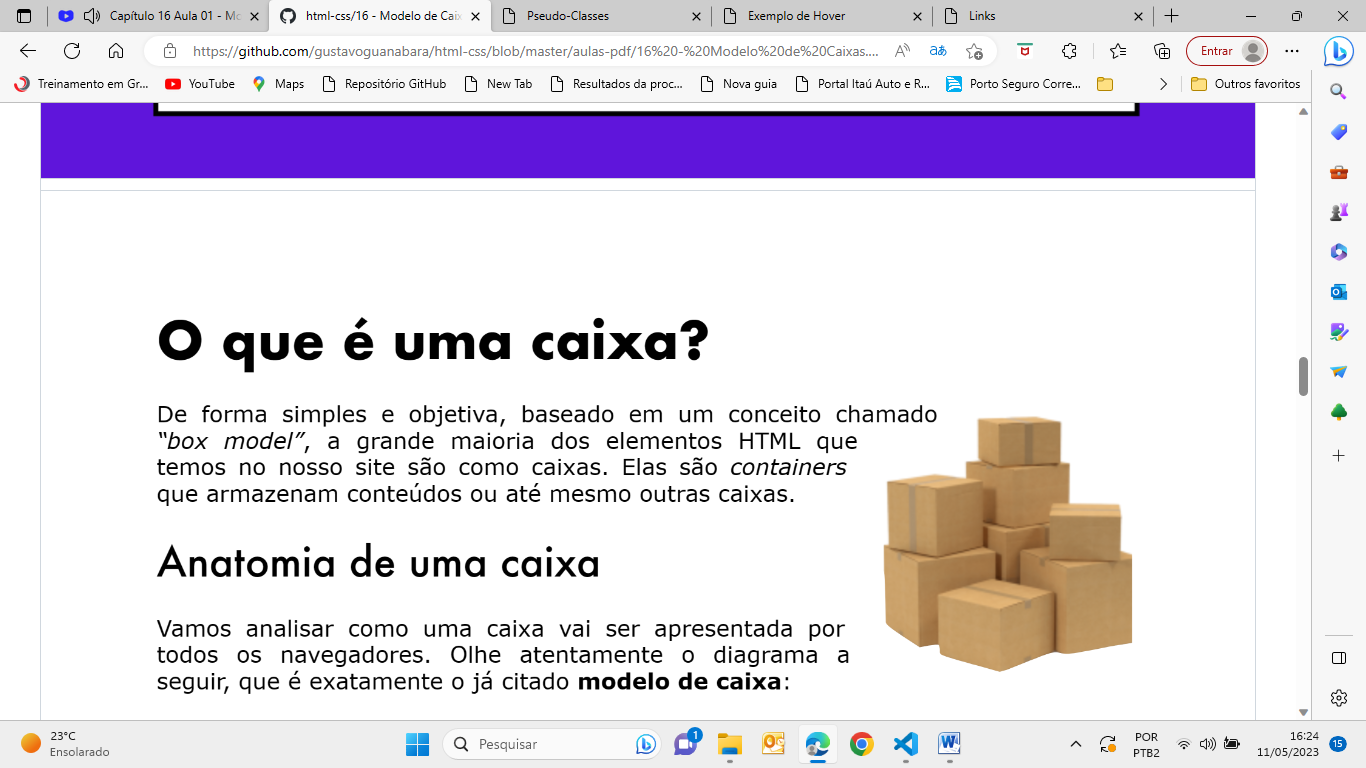 Capítulo 16 Aula 01 - Mo
html-css/16 - Modelo de Caix
Pseudo-Classes
Exemplo de Hover
Links
https://github.com/gustavoguanabara/html-css/blob/master/aulas-pdf/16%20-%20Modelo%20de%20Caixas....
Entrar
Treinamento em Gr...
YouTube
Maps
Repositório GitHub
New Tab
Resultados da proc...
Nova guia
Portal Itaú Auto e R...
Porto Seguro Corre...
Outros favoritos
O que é uma caixa?
De forma simples e objetiva, baseado em um conceito chamado
“box model”, a grande maioria dos elementos HTML que
temos no nosso site são como caixas. Elas são containers
que armazenam conteúdos ou até mesmo outras caixas.
Anatomia de uma caixa
Vamos analisar como uma caixa vai ser apresentada por
todos os navegadores. Olhe atentamente o diagrama a
seguir, que é exatamente o já citado modelo de caixa:
23°C
Ensolarado
Pesquisar
1
POR
PTB2
16:24
11/05/2023
15